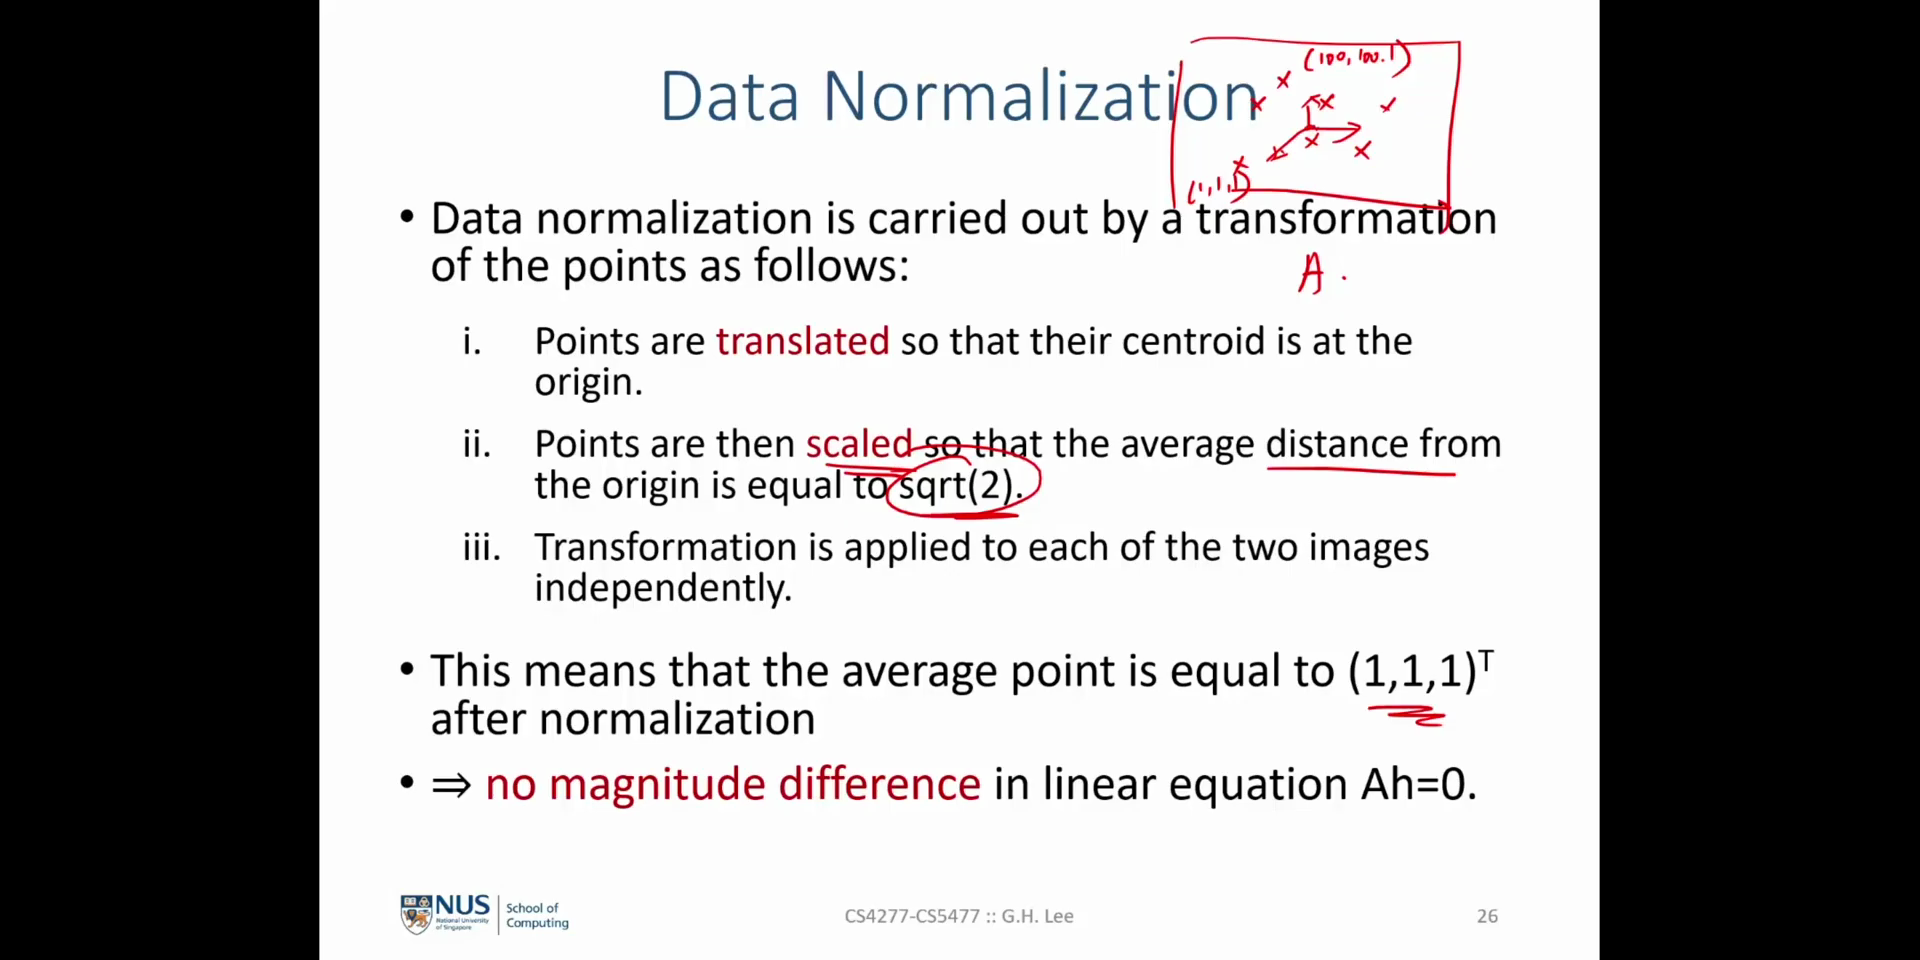 Data Normalization
(100, 100.1)
(1,1,1)
• Data normalization is carried out by a transformation
of the points as follows:
A .
i. Points are translated so that their centroid is at the
origin.
ii. Points are then scaled so that the average distance from
the origin is equal to sqrt(2).
iii. Transformation is applied to each of the two images
independently.
• This means that the average point is equal to (1,1,1)ᵀ
after normalization
• ⇒ no magnitude difference in linear equation Ah=0.
NUS
National University
of Singapore
School of
Computing
CS4277-CS5477 :: G.H. Lee
26